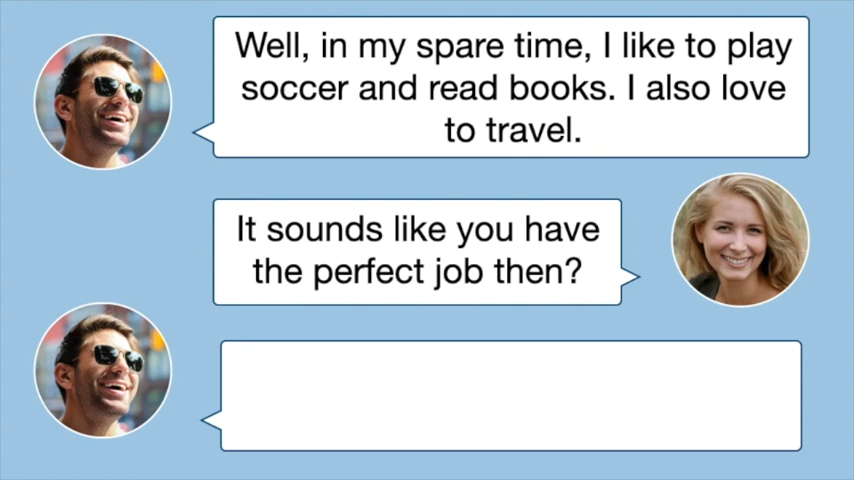 Well, in my spare time, I like to play
soccer and read books. I also love
to travel.
It sounds like you have
the perfect job then?